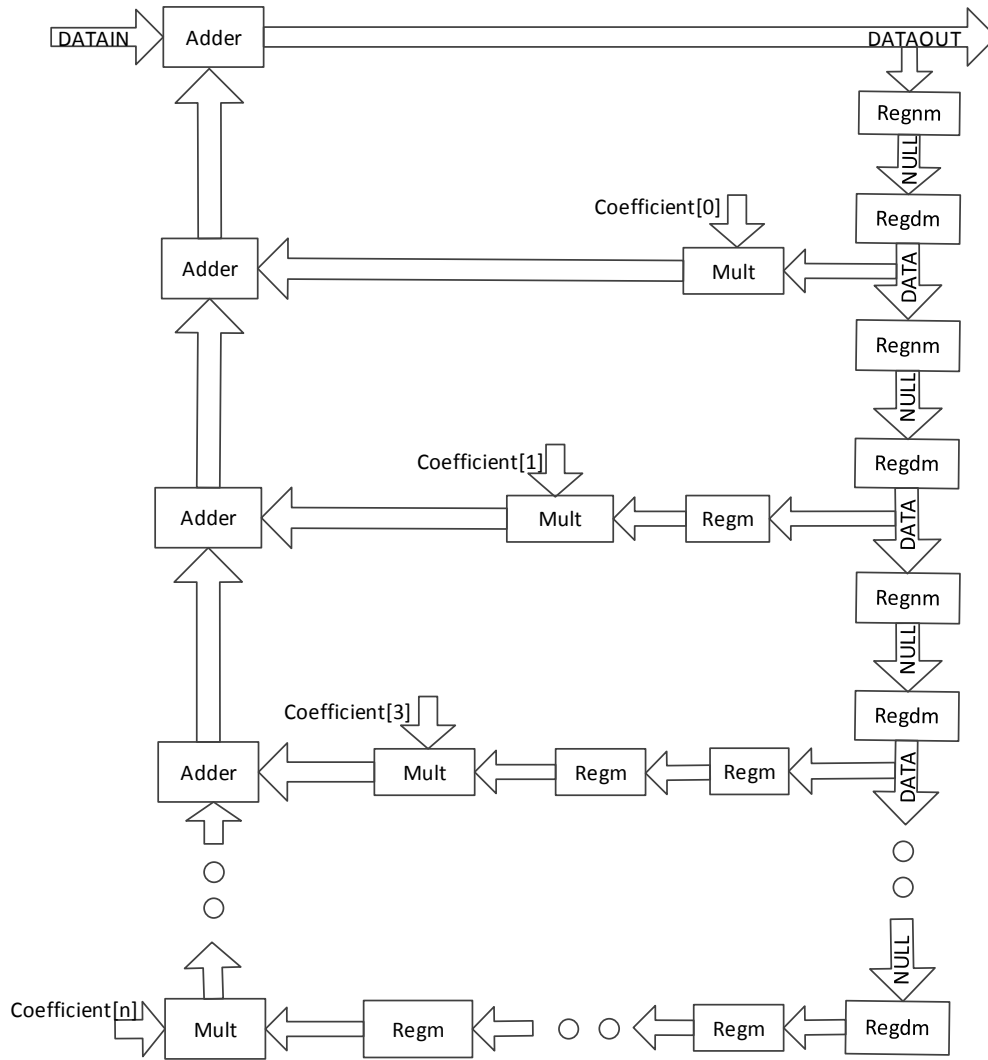 DATAIN
Adder
DATAOUT
Regnm
NULL
Regdm
Coefficient[0]
Adder
Mult
DATA
Regnm
NULL
Regdm
Coefficient[1]
Adder
Mult
Regm
DATA
Regnm
NULL
Regdm
Coefficient[3]
Adder
Mult
Regm
Regm
DATA
NULL
Coefficient[n]
Mult
Regm
Regm
Regdm